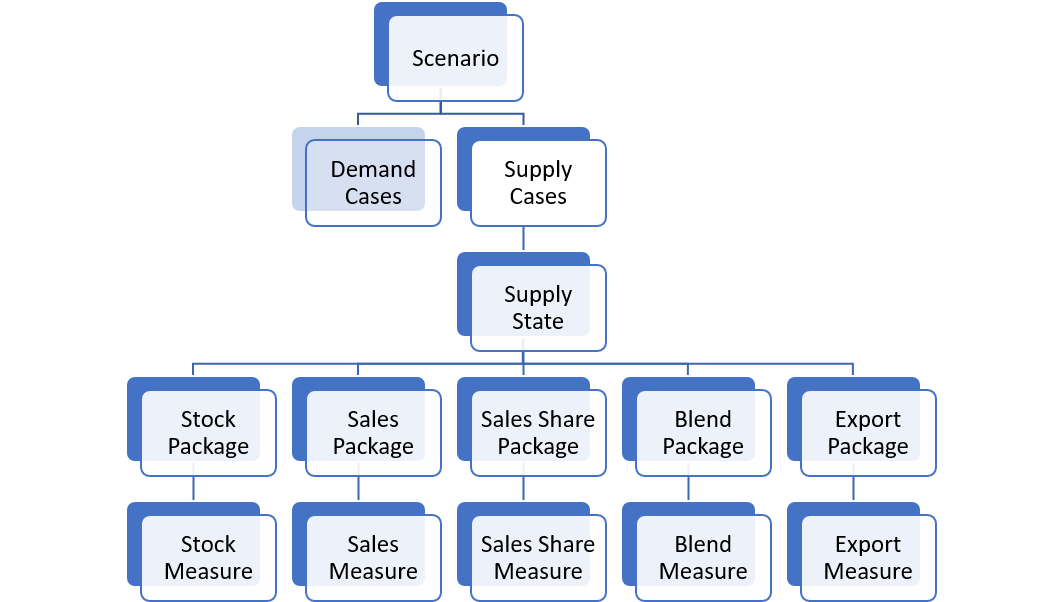 Scenario
Demand
Cases
Supply
Cases
Supply
State
Stock
Package
Sales
Package
Sales Share
Package
Blend
Package
Export
Package
Stock
Measure
Sales
Measure
Sales Share
Measure
Blend
Measure
Export
Measure